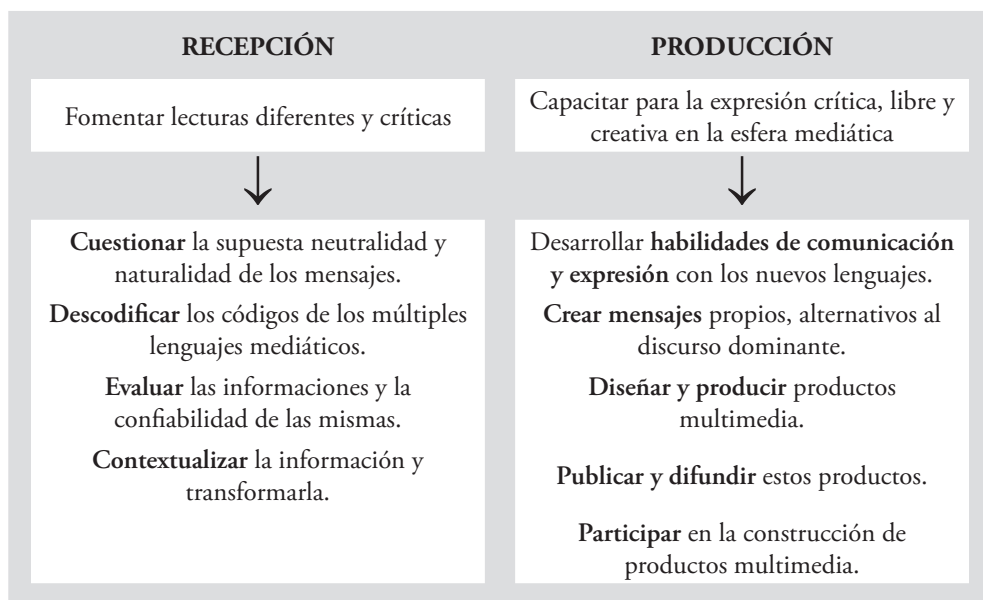 RECEPCIÓN
Fomentar lecturas diferentes y críticas
Cuestionar la supuesta neutralidad y
naturalidad de los mensajes.
Descodificar los códigos de los múltiples
lenguajes mediáticos.
Evaluar las informaciones y la
confiabilidad de las mismas.
Contextualizar la información y
transformarla.
PRODUCCIÓN
Capacitar para la expresión crítica, libre y
creativa en la esfera mediática
Desarrollar habilidades de comunicación
y expresión con los nuevos lenguajes.
Crear mensajes propios, alternativos al
discurso dominante.
Diseñar y producir productos
multimedia.
Publicar y difundir estos productos.
Participar en la construcción de
productos multimedia.